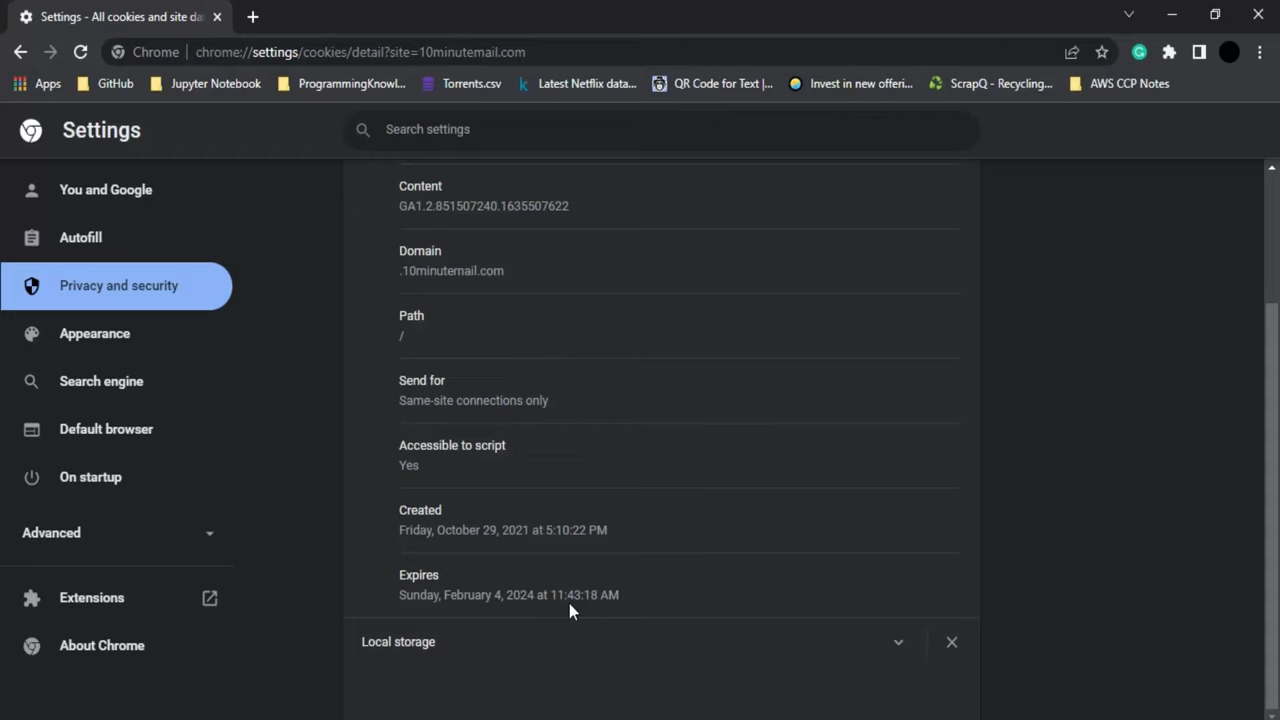 Settings - All cookies and site da
Chrome
chrome://settings/cookies/detail?site=10minutemail.com
Apps
GitHub
Jupyter Notebook
ProgrammingKnowl...
Torrents.csv
Latest Netflix data...
QR Code for Text |...
Invest in new offeri...
ScrapQ - Recycling...
AWS CCP Notes
Settings
Search settings
You and Google
Autofill
Privacy and security
Appearance
Search engine
Default browser
On startup
Advanced
Extensions
About Chrome
Content
GA1.2.851507240.1635507622
Domain
.10minutemail.com
Path
/
Send for
Same-site connections only
Accessible to script
Yes
Created
Friday, October 29, 2021 at 5:10:22 PM
Expires
Sunday, February 4, 2024 at 11:43:18 AM
Local storage